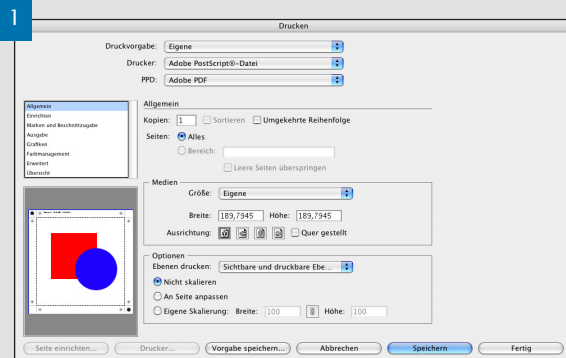 1
Drucken
Druckvorgabe: Eigene
Drucker: Adobe PostScript®-Datei
PPD: Adobe PDF
Allgemein
Einrichten
Marken und Beschnittzugabe
Ausgabe
Grafiken
Farbmanagement
Erweitert
Übersicht
Allgemein
Kopien: 1 Sortieren Umgekehrte Reihenfolge
Seiten: Alles
Bereich:
Leere Seiten überspringen
Medien
Größe: Eigene
Breite: 189,7945 Höhe: 189,7945
Ausrichtung: Quer gestellt
Optionen
Ebenen drucken: Sichtbare und druckbare Ebe...
Nicht skalieren
An Seite anpassen
Eigene Skalierung: Breite: 100 Höhe: 100
Seite einrichten... Drucker... Vorgabe speichern... Abbrechen Speichern Fertig